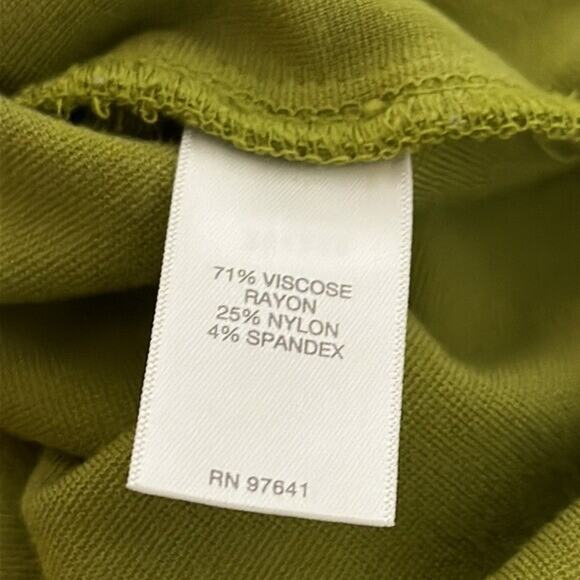 71% VISCOSE
RAYON
25% NYLON
4% SPANDEX
RN 97641